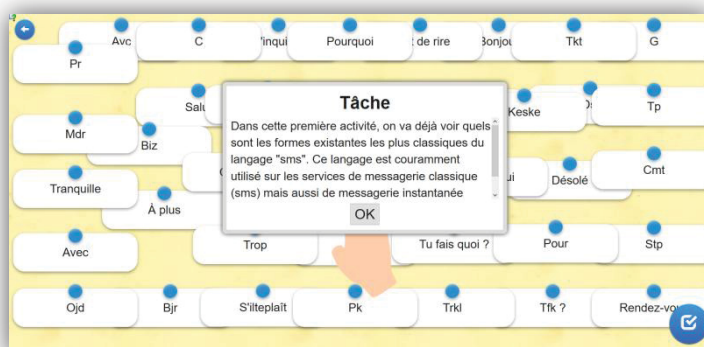 Avc
C
Pourquoi
de rire
Tkt
G
Pr
Keske
Tp
Mdr
Biz
Cmt
Tranquille
Désolé
À plus
Avec
Trop
Tu fais quoi ?
Pour
Stp
Ojd
Bjr
S'ilteplaît
Pk
Trkl
Tfk ?
Tâche
Dans cette première activité, on va déjà voir quels
sont les formes existantes les plus classiques du
langage "sms". Ce langage est couramment
utilisé sur les services de messagerie classique
(sms) mais aussi de messagerie instantanée
OK